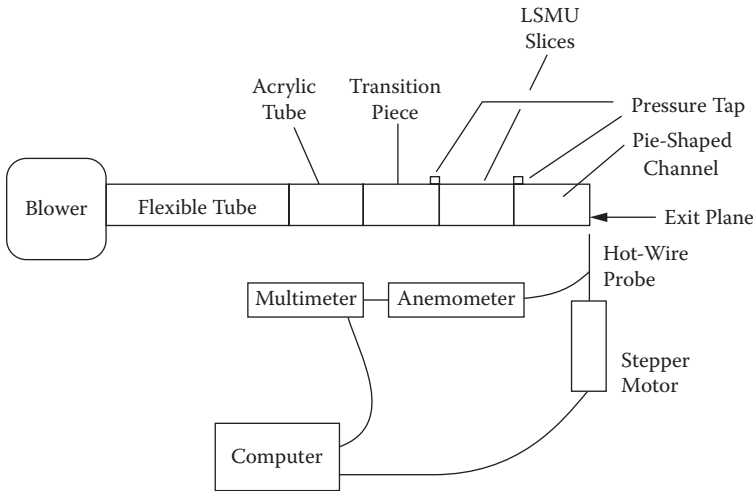 LSMU
Slices
Acrylic
Tube
Transition
Piece
Pressure Tap
Pie-Shaped
Channel
Blower
Flexible Tube
Exit Plane
Hot-Wire
Probe
Multimeter
Anemometer
Stepper
Motor
Computer